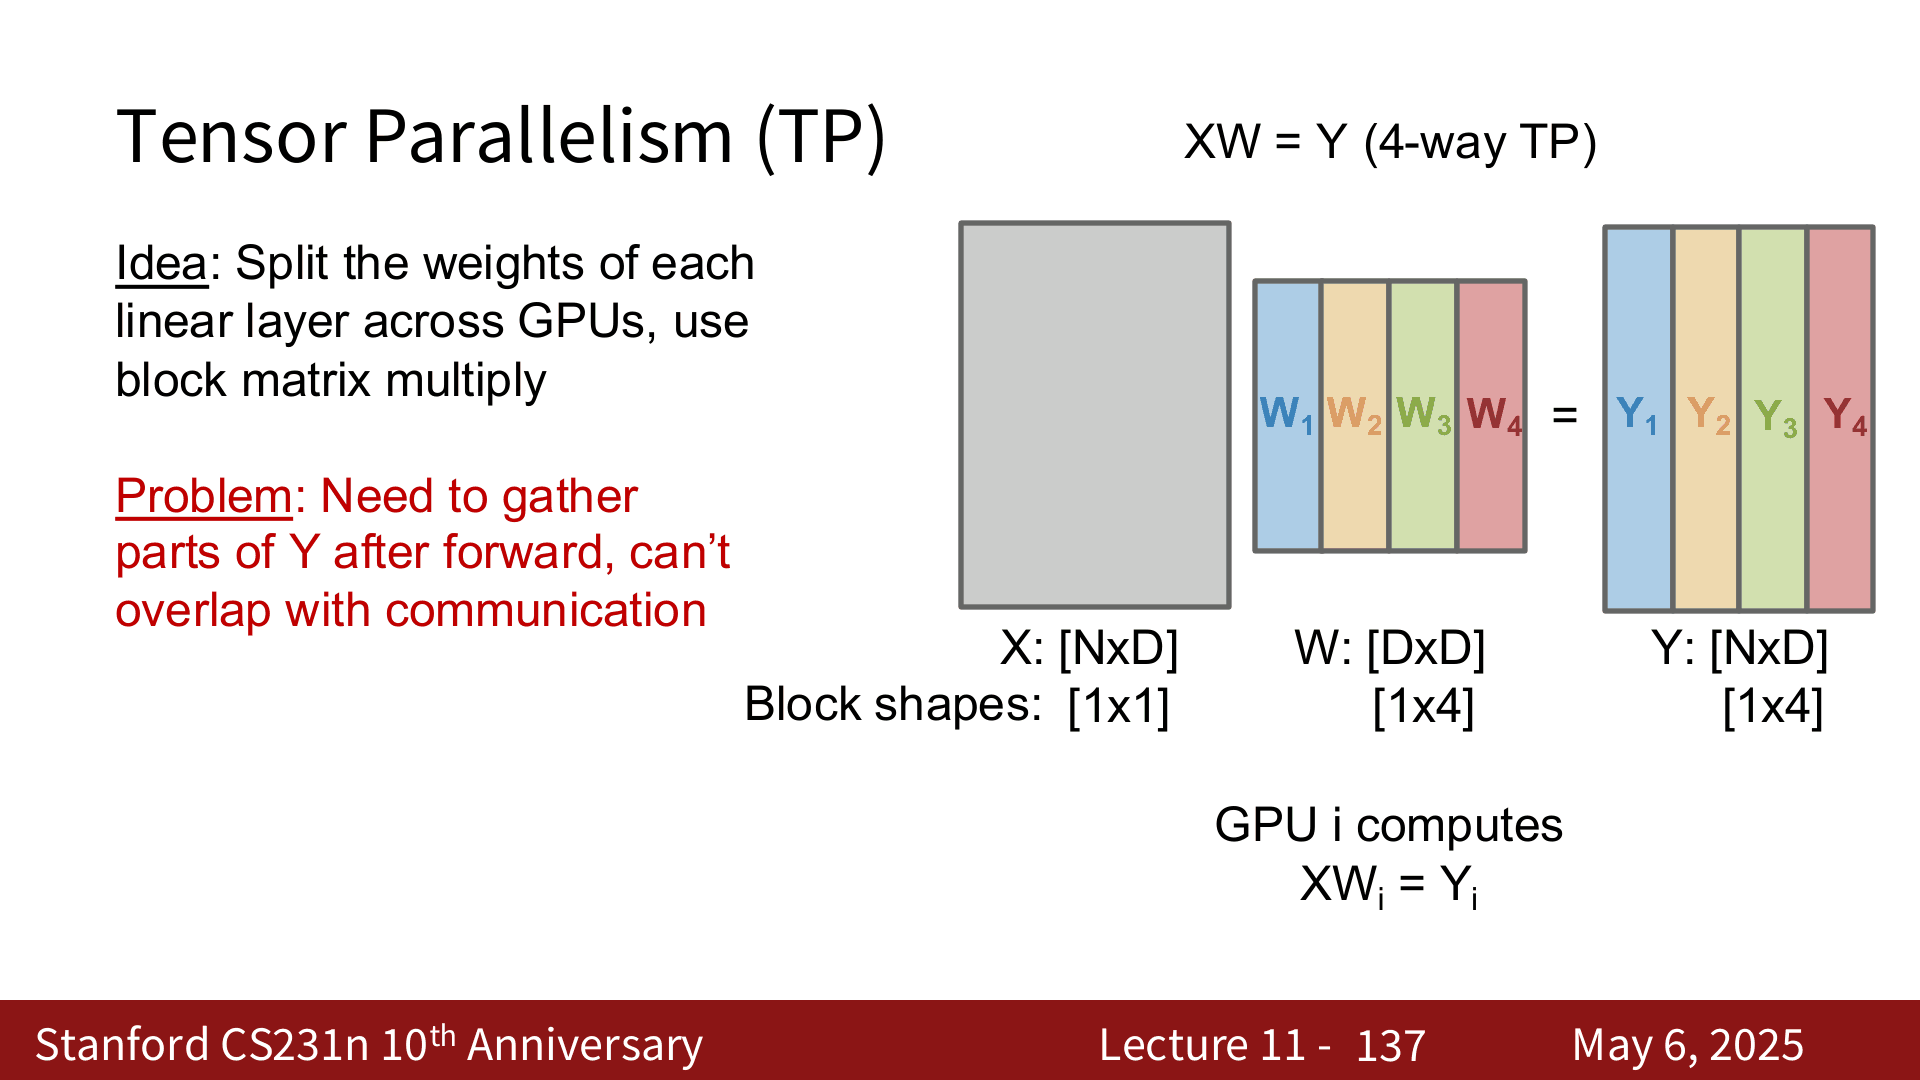 Tensor Parallelism (TP)
Idea: Split the weights of each
linear layer across GPUs, use
block matrix multiply
Problem: Need to gather
parts of Y after forward, can’t
overlap with communication
XW = Y (4-way TP)
W₁ W₂ W₃ W₄ = Y₁ Y₂ Y₃ Y₄
X: [NxD] W: [DxD] Y: [NxD]
Block shapes: [1x1] [1x4] [1x4]
GPU i computes
XWᵢ = Yᵢ
Stanford CS231n 10th Anniversary Lecture 11 - 137 May 6, 2025